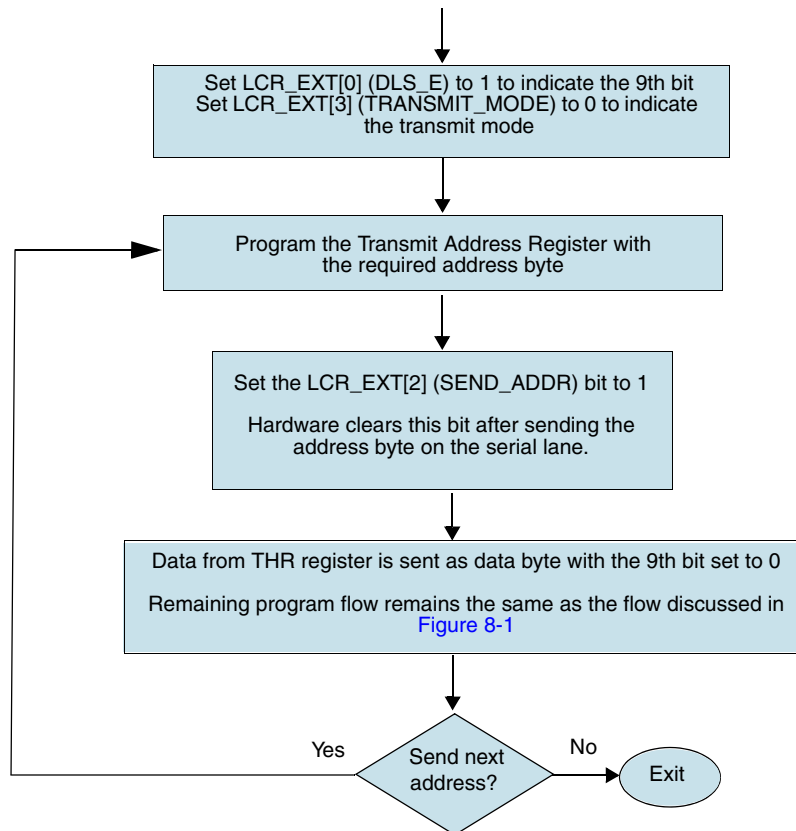 Set LCR_EXT[0] (DLS_E) to 1 to indicate the 9th bit
Set LCR_EXT[3] (TRANSMIT_MODE) to 0 to indicate
the transmit mode
Program the Transmit Address Register with
the required address byte
Set the LCR_EXT[2] (SEND_ADDR) bit to 1
Hardware clears this bit after sending the
address byte on the serial lane.
Data from THR register is sent as data byte with the 9th bit set to 0
Remaining program flow remains the same as the flow discussed in
Figure 8-1
Yes
Send next
address?
No
Exit